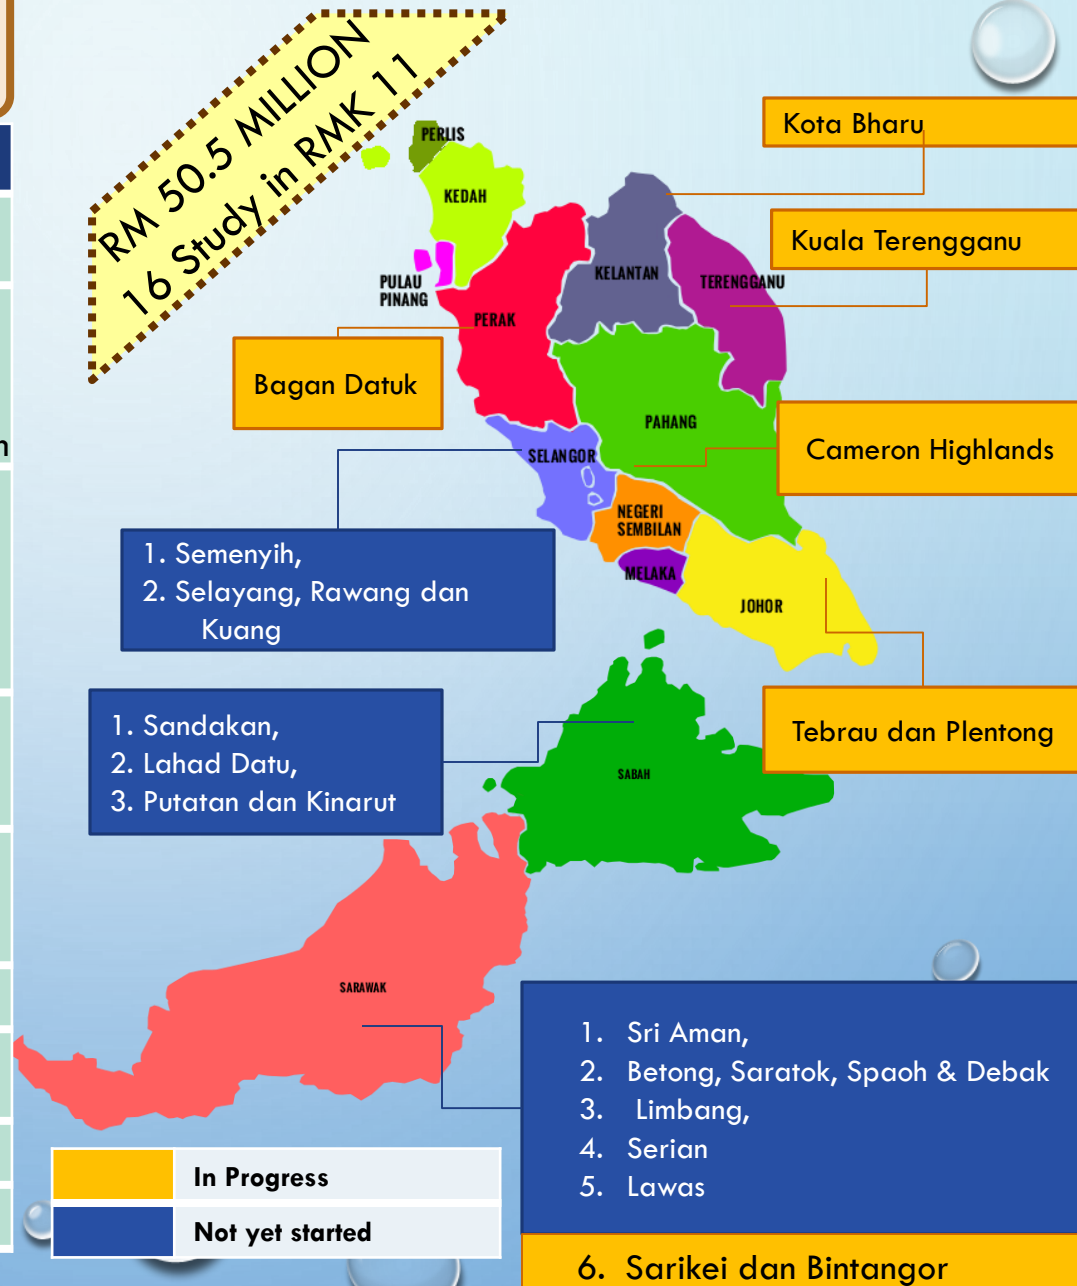 RM 50.5 MILLION
16 Study in RMK 11
PERLIS
KEDAH
PULAU
PINANG
PERAK
KELANTAN
TERENGGANU
PAHANG
SELANGOR
NEGERI
SEMBILAN
MELAKA
JOHOR
Kota Bharu
Kuala Terengganu
Bagan Datuk
Cameron Highlands
n
1. Semenyih,
2. Selayang, Rawang dan
Kuang
Tebrau dan Plentong
1. Sandakan,
2. Lahad Datu,
3. Putatan dan Kinarut
SABAH
SARAWAK
1. Sri Aman,
2. Betong, Saratok, Spaoh & Debak
3. Limbang,
4. Serian
5. Lawas
6. Sarikei dan Bintangor
In Progress
Not yet started